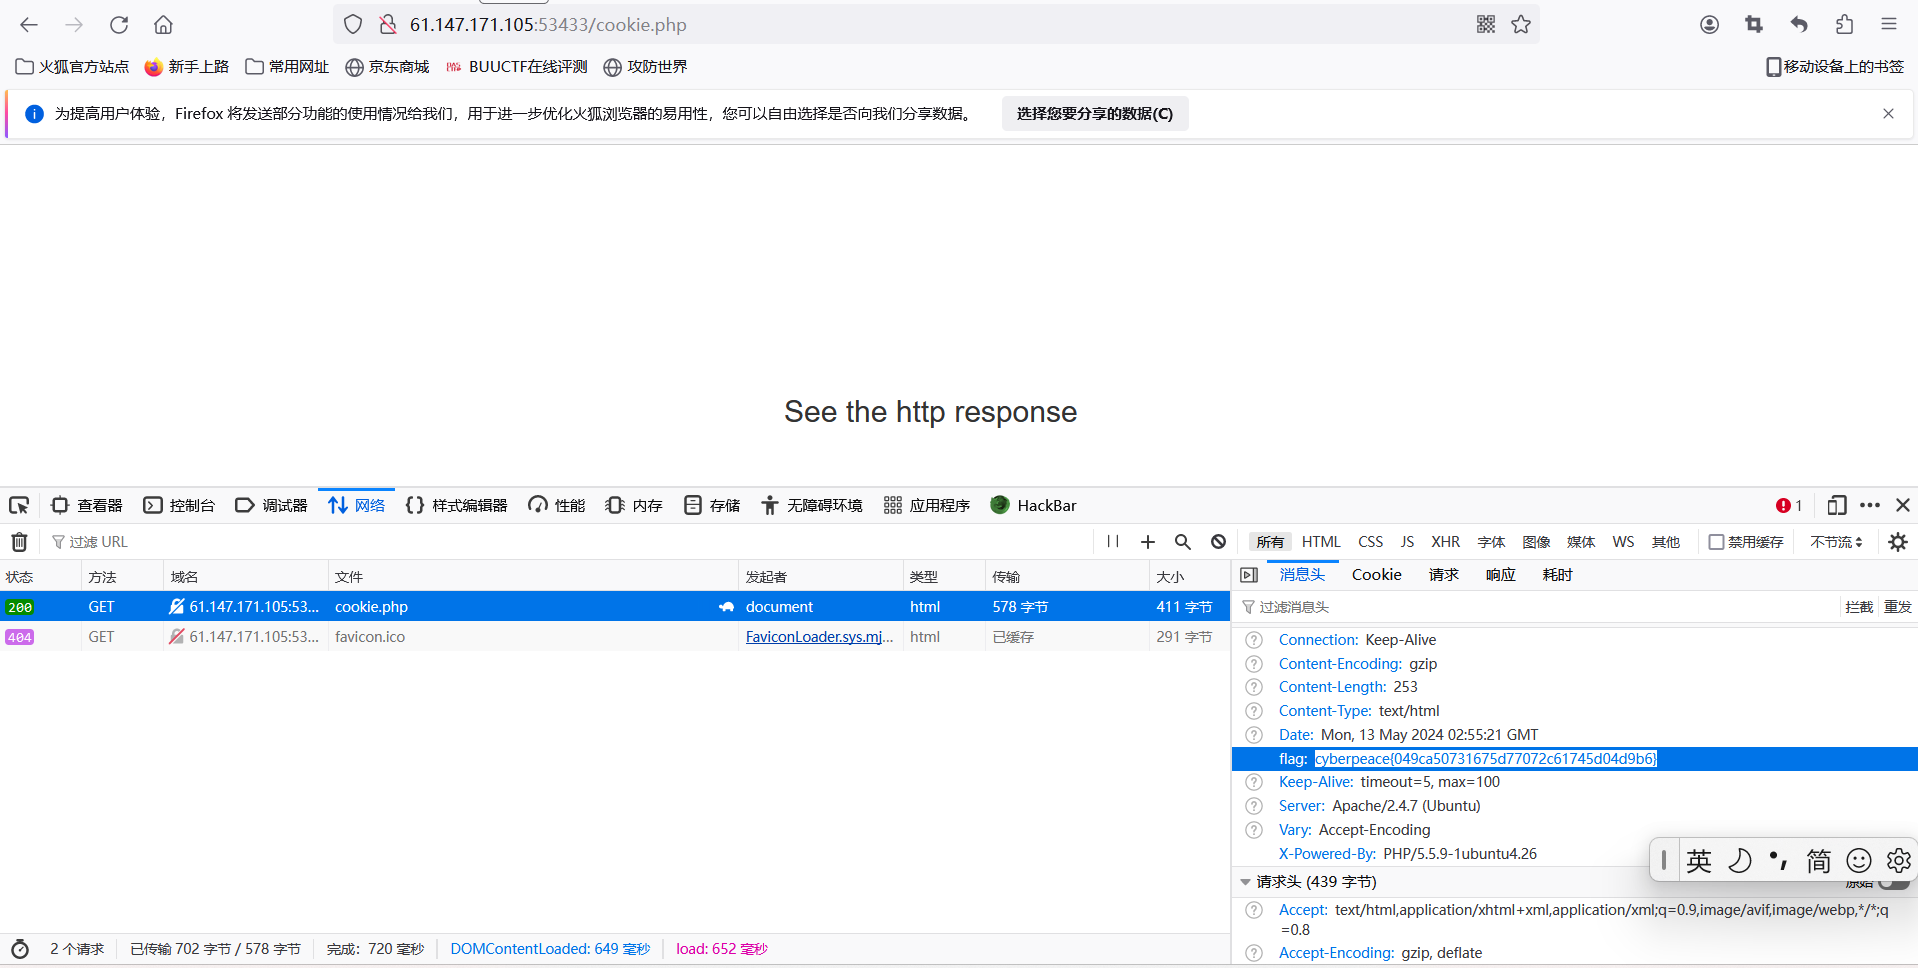 61.147.171.105:53433/cookie.php
火狐官方站点 新手上路 常用网址 京东商城 BUUCTF在线评测 攻防世界 移动设备上的书签
为提高用户体验，Firefox 将发送部分功能的使用情况给我们，用于进一步优化火狐浏览器的易用性，您可以自由选择是否向我们分享数据。 选择您要分享的数据(C)
See the http response
查看器 控制台 调试器 网络 样式编辑器 性能 内存 存储 无障碍环境 应用程序 HackBar 1
过滤 URL 所有 HTML CSS JS XHR 字体 图像 媒体 WS 其他 禁用缓存 不节流
状态 方法 域名 文件 发起者 类型 传输 大小
200 GET 61.147.171.105:53... cookie.php document html 578 字节 411 字节
404 GET 61.147.171.105:53... favicon.ico FaviconLoader.sys.mj... html 已缓存 291 字节
消息头 Cookie 请求 响应 耗时
过滤消息头 拦截 重发
Connection: Keep-Alive
Content-Encoding: gzip
Content-Length: 253
Content-Type: text/html
Date: Mon, 13 May 2024 02:55:21 GMT
flag: cyberpeace{049ca50731675d77072c61745d04d9b6}
Keep-Alive: timeout=5, max=100
Server: Apache/2.4.7 (Ubuntu)
Vary: Accept-Encoding
X-Powered-By: PHP/5.5.9-1ubuntu4.26
英 简
请求头 (439 字节) 原始
Accept: text/html,application/xhtml+xml,application/xml;q=0.9,image/avif,image/webp,*/*;q
=0.8
Accept-Encoding: gzip, deflate
2 个请求 已传输 702 字节 / 578 字节 完成：720 毫秒 DOMContentLoaded: 649 毫秒 load: 652 毫秒